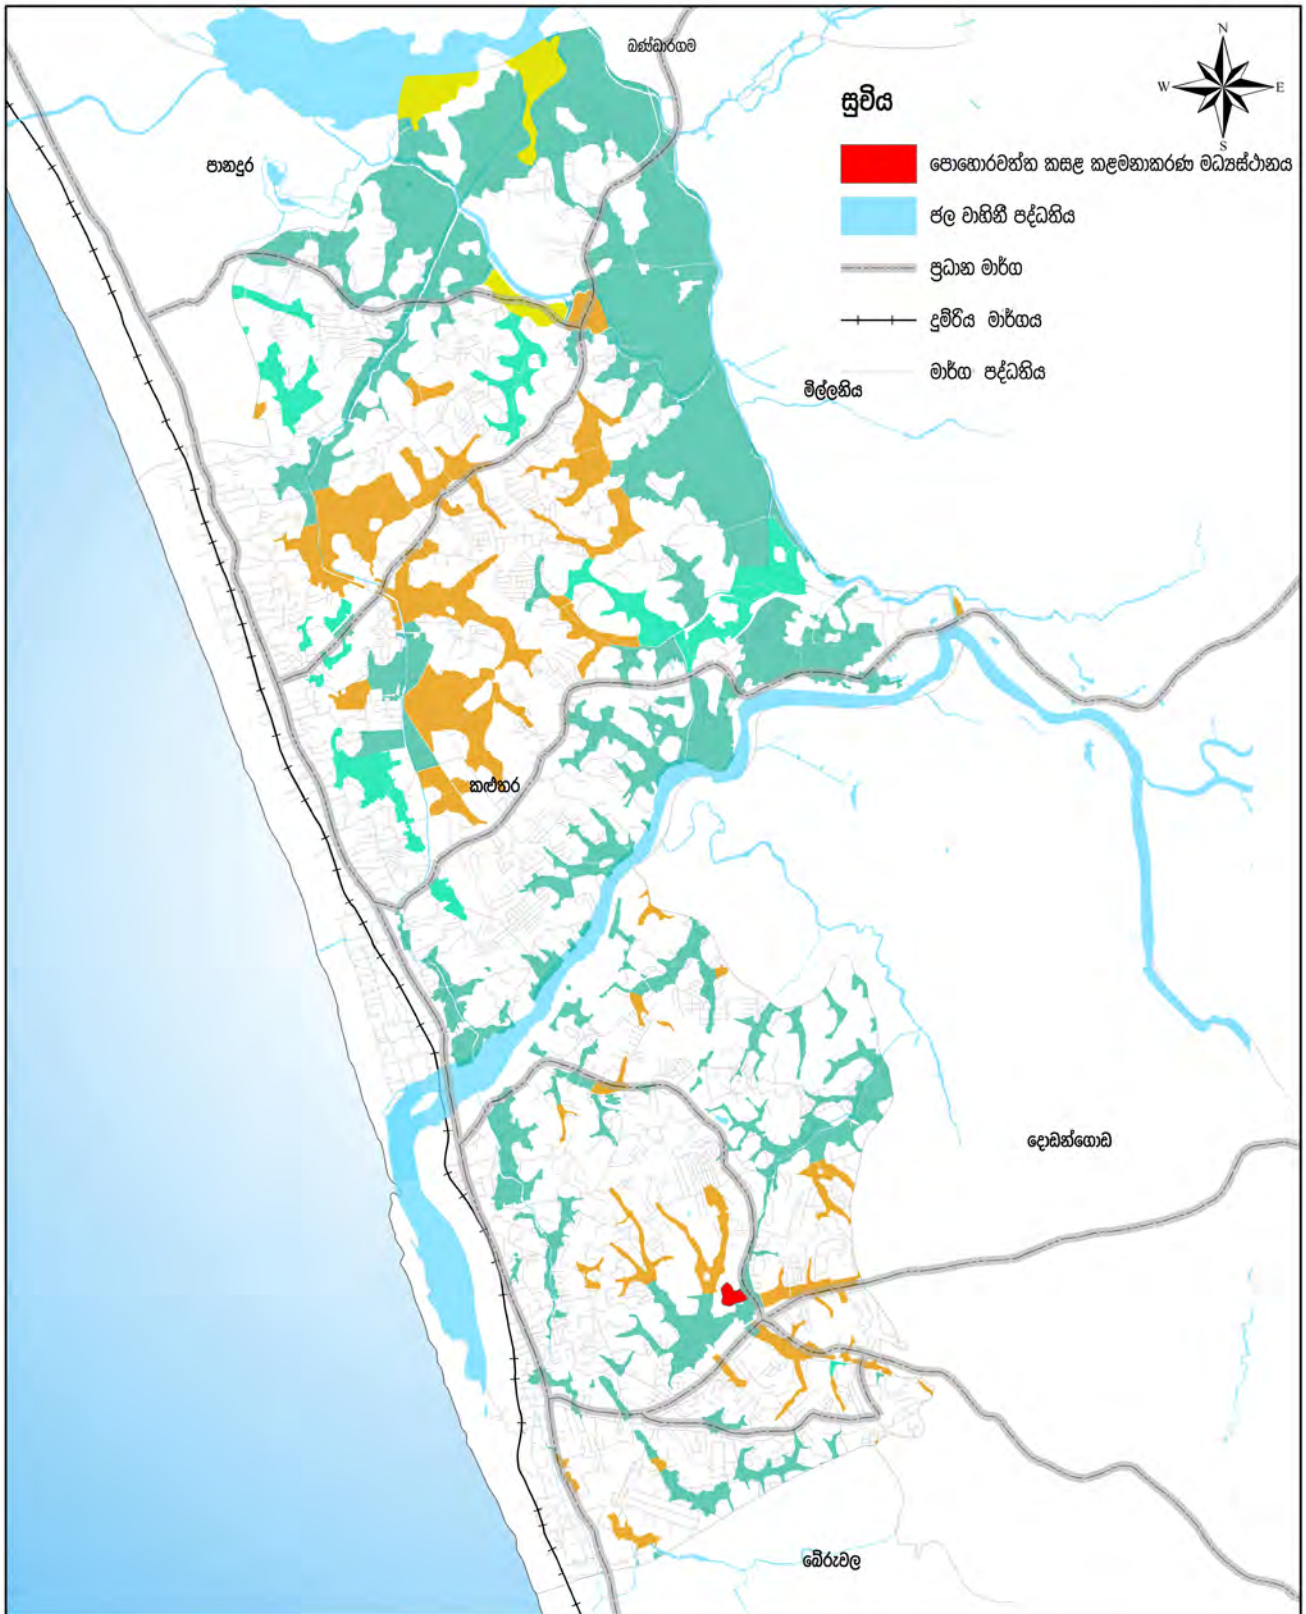 බණ්ඩාරගම
N
W E
S
සූචිය
පොහොරවත්ත කසළ කළමනාකරණ මධ්‍යස්ථානය
ජල වාහිනී පද්ධතිය
ප්‍රධාන මාර්ග
දුම්රිය මාර්ගය
මාර්ග පද්ධතිය
පානදුර
මිල්ලනිය
කළුතර
දොඩන්ගොඩ
බේරුවල